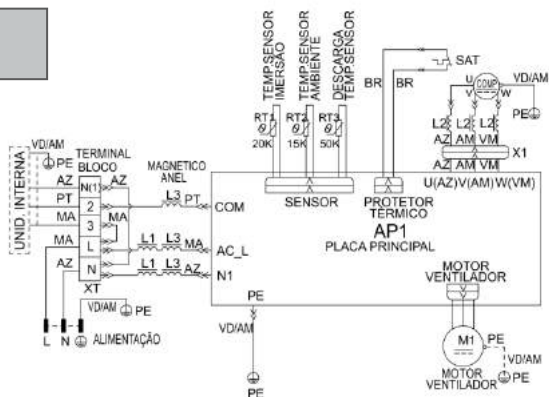 TEMP.SENSOR
IMERSÃO
TEMP.SENSOR
AMBIENTE
DESCARGA
TEMP.SENSOR
RT1
20K
RT2
15K
RT3
50K
SENSOR
BR
BR
SAT
PROTETOR
TÉRMICO
AP1
PLACA PRINCIPAL
U
V
W
COMP
VD/AM
PE
L2
L2
L2
AZ
AM
VM
X1
AZ
AM
VM
U(AZ)V(AM)W(VM)
UNID. INTERNA
VD/AM
PE
TERMINAL
BLOCO
AZ
N(1)
AZ
PT
2
MA
3
MA
MA
L
AZ
N
XT
MAGNETICO
ANEL
L3
PT
COM
L1
L3
MA
AC_L
L1
L3
AZ
N1
VD/AM
PE
L
N
ALIMENTAÇÃO
PE
VD/AM
PE
MOTOR
VENTILADOR
M1
PE
VD/AM
MOTOR
VENTILADOR
PE